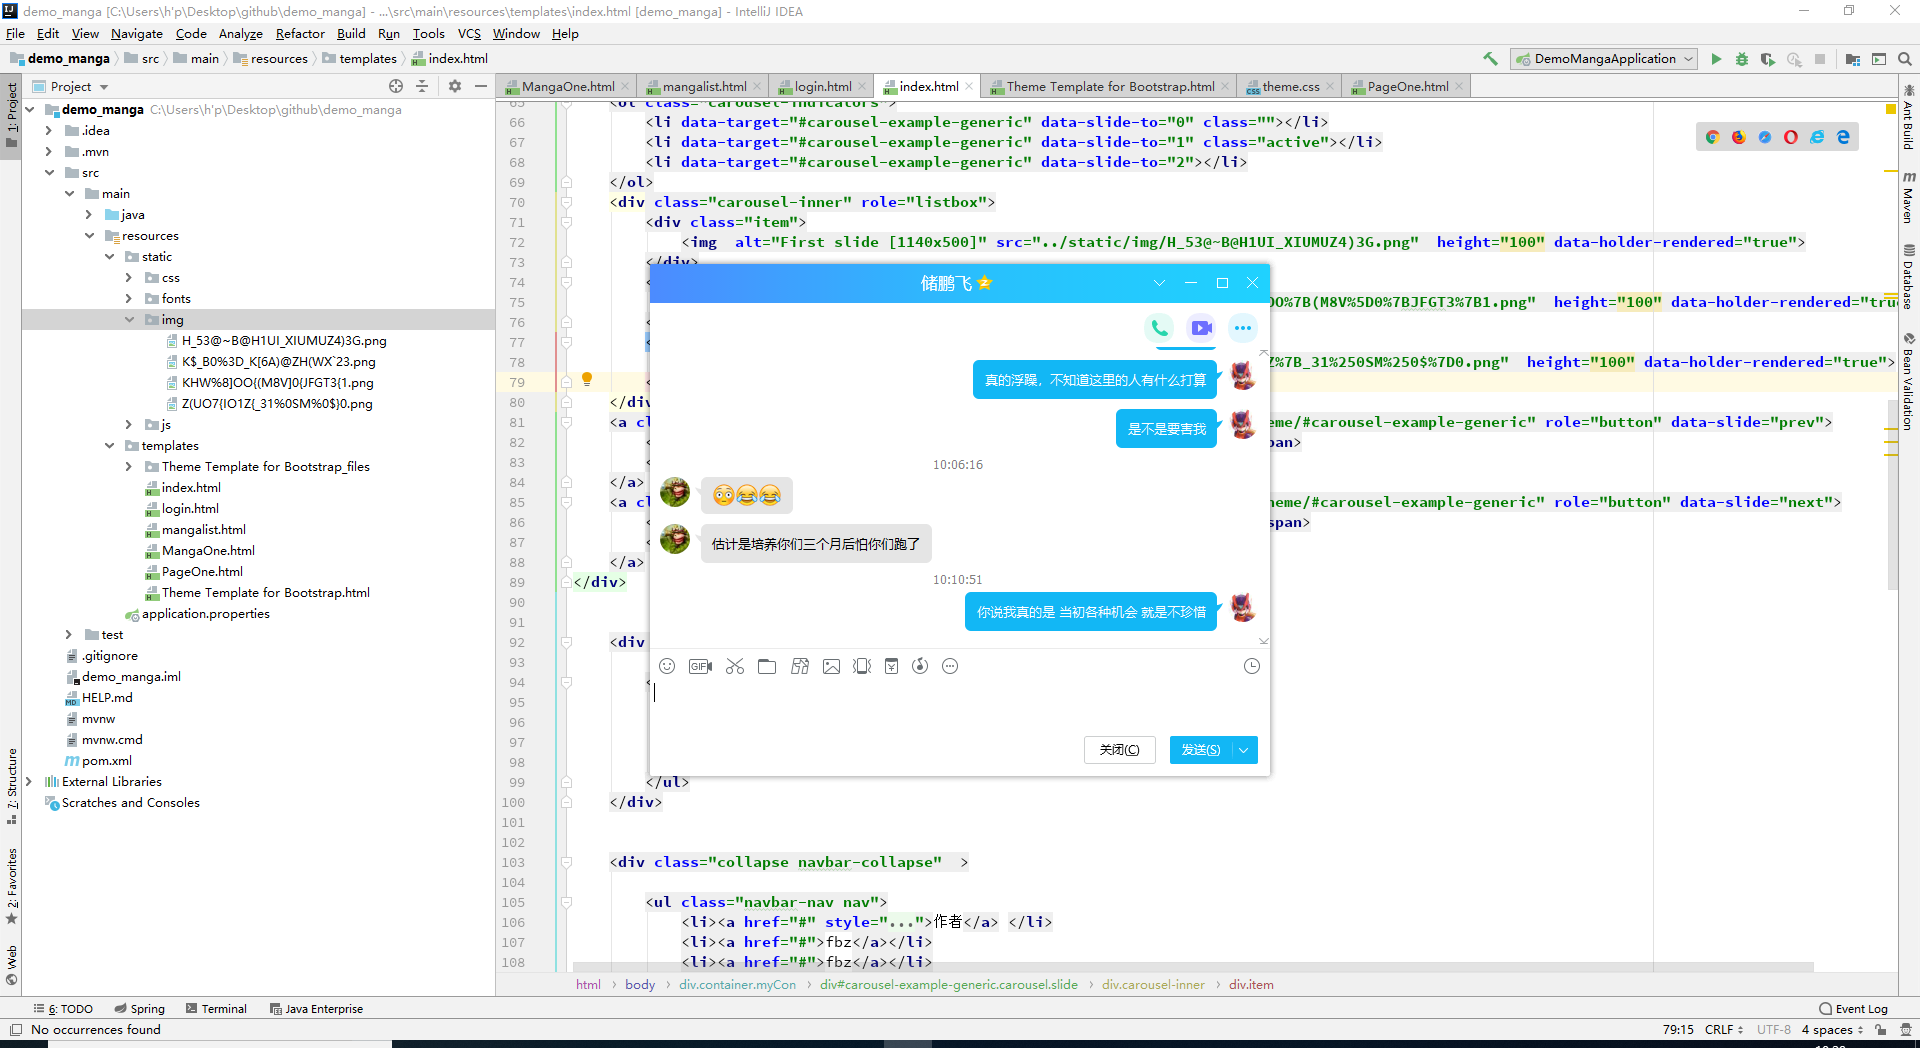 demo_manga [C:\Users\h'p\Desktop\github\demo_manga] - ...\src\main\resources\templates\index.html [demo_manga] - IntelliJ IDEA
File Edit View Navigate Code Analyze Refactor Build Run Tools VCS Window Help
demo_manga src main resources templates index.html
DemoMangaApplication
Project
MangaOne.html mangalist.html login.html index.html Theme Template for Bootstrap.html theme.css PageOne.html
1: Project
7: Structure
2: Favorites
Web
demo_manga C:\Users\h'p\Desktop\github\demo_manga
.idea
.mvn
src
main
java
resources
static
css
fonts
img
H_53@~B@H1UI_XIUMUZ4)3G.png
K$_B0%3D_K[6A)@ZH(WX`23.png
KHW%8]OO{(M8V]0{JFGT3{1.png
Z(UO7{IO1Z{_31%0SM%0$}0.png
js
templates
Theme Template for Bootstrap_files
index.html
login.html
mangalist.html
MangaOne.html
PageOne.html
Theme Template for Bootstrap.html
application.properties
test
.gitignore
demo_manga.iml
HELP.md
mvnw
mvnw.cmd
pom.xml
External Libraries
Scratches and Consoles
65 <ol class="carousel-indicators">
66 <li data-target="#carousel-example-generic" data-slide-to="0" class=""></li>
67 <li data-target="#carousel-example-generic" data-slide-to="1" class="active"></li>
68 <li data-target="#carousel-example-generic" data-slide-to="2"></li>
69 </ol>
70 <div class="carousel-inner" role="listbox">
71 <div class="item">
72 <img  alt="First slide [1140x500]" src="../static/img/H_53@~B@H1UI_XIUMUZ4)3G.png"  height="100" data-holder-rendered="true">
73 </div>
74 <
75 OO%7B(M8V%5D0%7BJFGT3%7B1.png"  height="100" data-holder-rendered="tru
76 <
77 <
78 Z%7B_31%250SM%250$%7D0.png"  height="100" data-holder-rendered="true">
79 <
80 </div
81 <a cl eme/#carousel-example-generic" role="button" data-slide="prev">
82 < pan>
83 <
84 </a>
85 <a cl eme/#carousel-example-generic" role="button" data-slide="next">
86 < span>
87 <
88 </a>
89 </div>
90
91
92 <div
93
94 <
95
96
97
98
99 </ul>
100 </div>
101
102
103 <div class="collapse navbar-collapse"  >
104
105 <ul class="navbar-nav nav">
106 <li><a href="#" style="...">作者</a> </li>
107 <li><a href="#">fbz</a></li>
108 <li><a href="#">fbz</a></li>
储鹏飞
真的浮躁，不知道这里的人有什么打算
是不是要害我
10:06:16
😳😂😂
估计是培养你们三个月后怕你们跑了
10:10:51
你说我真的是 当初各种机会 就是不珍惜
GIF
关闭(C) 发送(S)
Ant Build
m Maven
Database
Bean Validation
html body div.container.myCon div#carousel-example-generic.carousel.slide div.carousel-inner div.item
6: TODO Spring Terminal Java Enterprise Event Log
No occurrences found 79:15 CRLF UTF-8 4 spaces